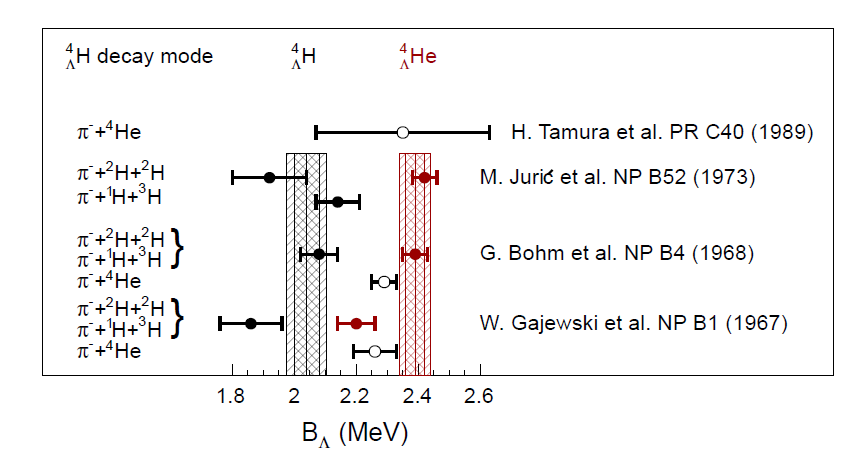 ⁴ΛH decay mode ⁴ΛH ⁴ΛHe
π⁻+⁴He H. Tamura et al. PR C40 (1989)
π⁻+²H+²H M. Jurić et al. NP B52 (1973)
π⁻+¹H+³H
π⁻+²H+²H
π⁻+¹H+³H } G. Bohm et al. NP B4 (1968)
π⁻+⁴He
π⁻+²H+²H
π⁻+¹H+³H } W. Gajewski et al. NP B1 (1967)
π⁻+⁴He
1.8 2 2.2 2.4 2.6
BΛ (MeV)